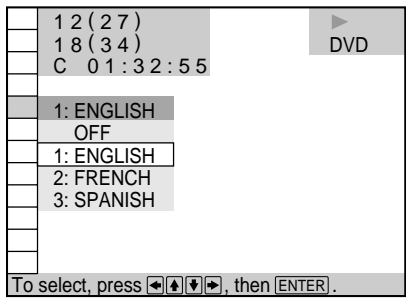 12(27)
18(34)
C 01:32:55
DVD
1: ENGLISH
OFF
1: ENGLISH
2: FRENCH
3: SPANISH
To select, press ←↑↓→, then ENTER.